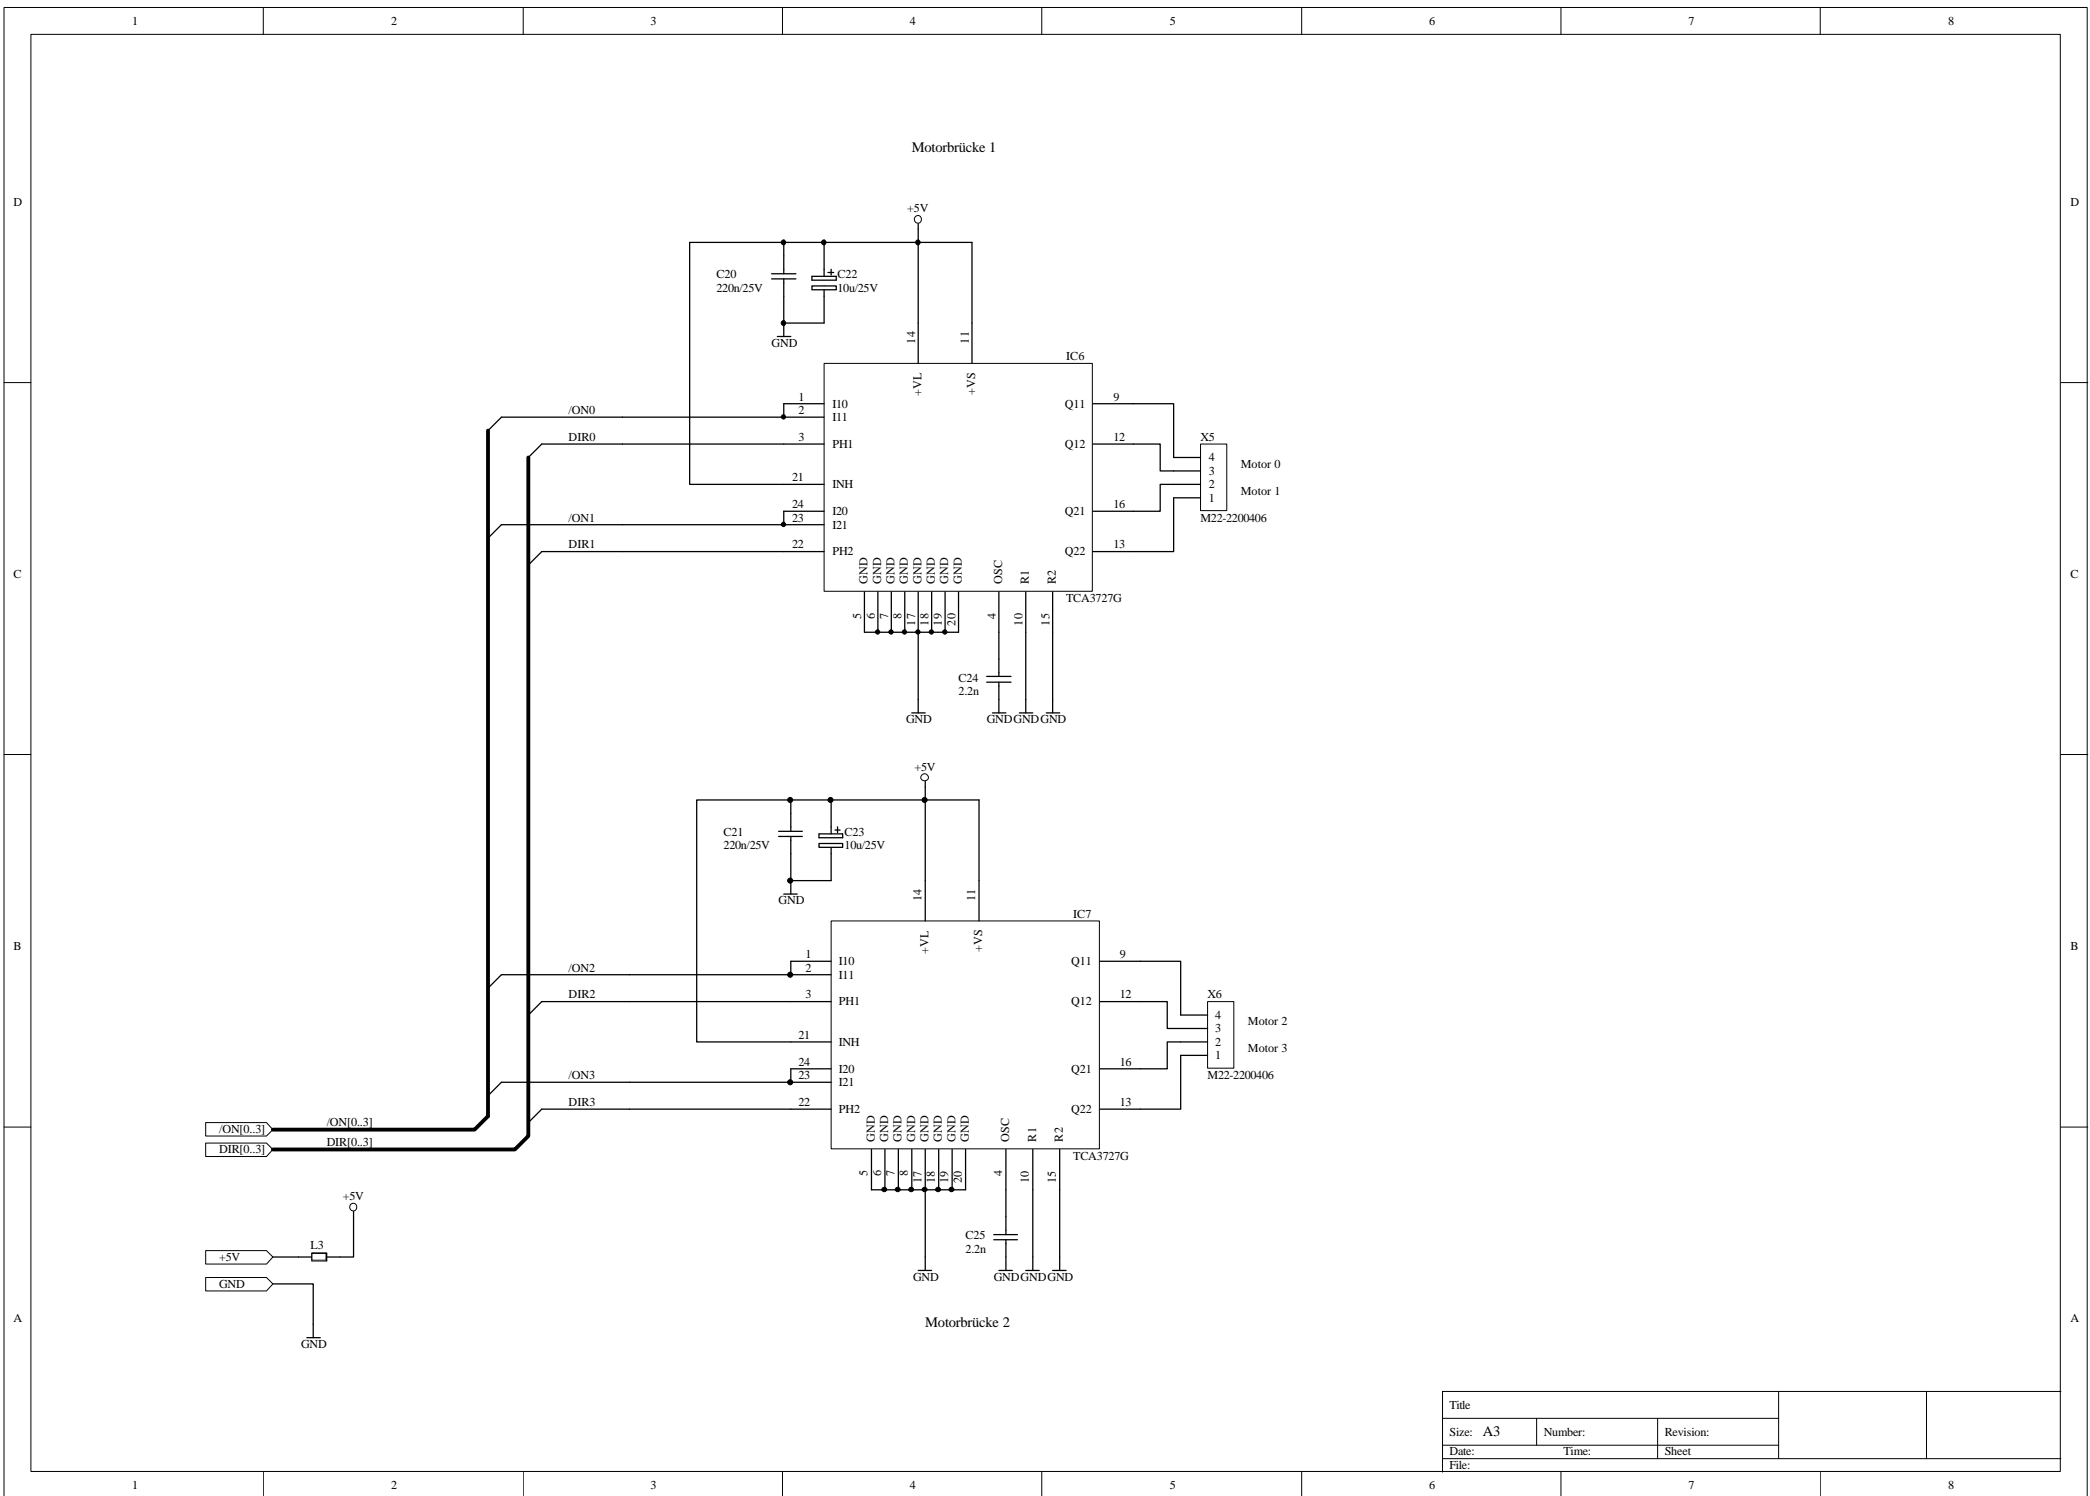 1 2 3 4 5 6 7 8
Motorbrücke 1
D D
+5V
C20
220n/25V
+ C22
10u/25V
14
11
GND
IC6
+VL
+VS
1 I10
/ON0 2 I11
DIR0 3 PH1
21 INH
24 I20
/ON1 23 I21
DIR1 22 PH2
Q11 9
Q12 12
Q21 16
Q22 13
X5
4
3
2
1
Motor 0
Motor 1
M22-2200406
C C
GND GND GND GND GND GND GND GND OSC R1 R2
TCA3727G
5 6 7 8 17 18 19 20 4 10 15
C24
2.2n
GND GND GND GND
+5V
C21
220n/25V
+ C23
10u/25V
14
11
GND
IC7
+VL
+VS
B B
1 I10
/ON2 2 I11
DIR2 3 PH1
21 INH
24 I20
/ON3 23 I21
DIR3 22 PH2
Q11 9
Q12 12
Q21 16
Q22 13
X6
4
3
2
1
Motor 2
Motor 3
M22-2200406
/ON[0..3] /ON[0..3]
DIR[0..3] DIR[0..3]
GND GND GND GND GND GND GND GND OSC R1 R2
TCA3727G
5 6 7 8 17 18 19 20 4 10 15
+5V
C25
2.2n
L3
+5V
GND
GND GND GND GND
A A
Motorbrücke 2
GND
Title
Size: A3 Number: Revision:
Date: Time: Sheet
File:
1 2 3 4 5 6 7 8